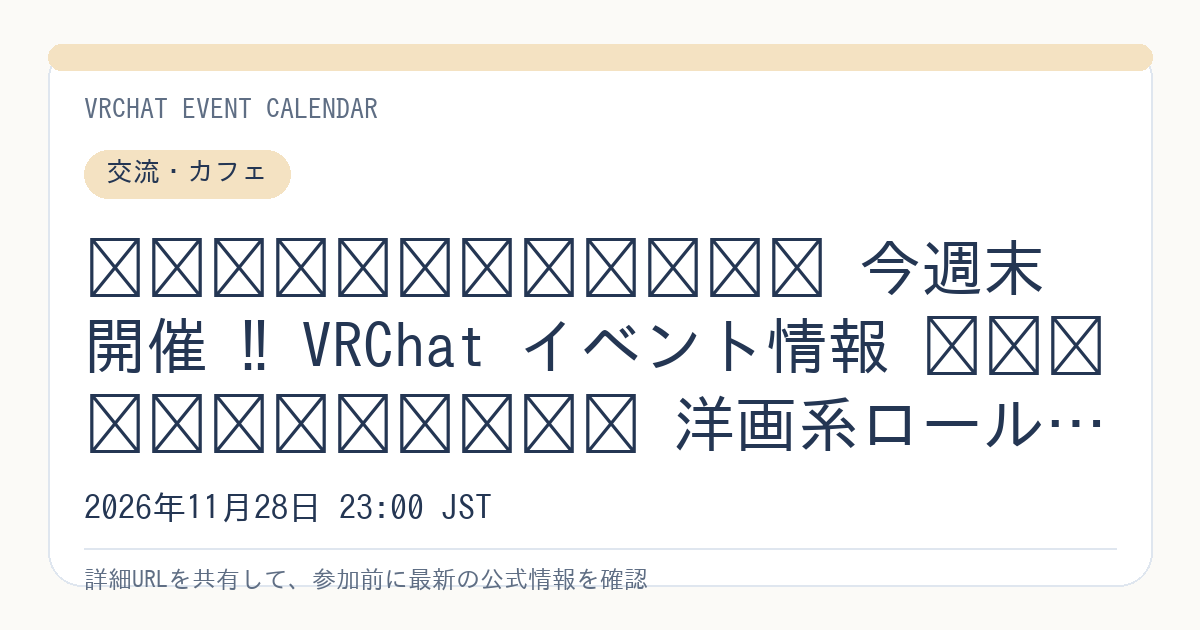 VRCHAT EVENT CALENDAR
交流・カフェ
今週末
開催 ‼ VRChat イベント情報
洋画系ロール…
2026年11月28日 23:00 JST
詳細URLを共有して、参加前に最新の公式情報を確認